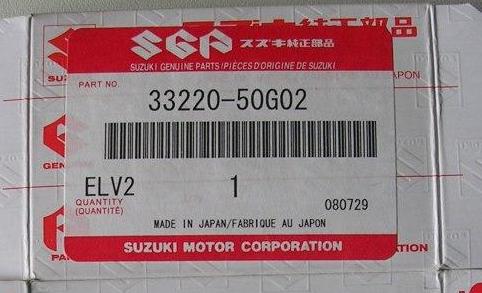 SGP スズキ純正部品
SUZUKI GENUINE PARTS/PIÈCES D'ORIGINE DE SUZUKI
PART NO.
33220-50G02
ELV2 1
QUANTITY
(QUANTITÉ)
080729
MADE IN JAPAN/FABRIQUE AU JAPON
SUZUKI MOTOR CORPORATION